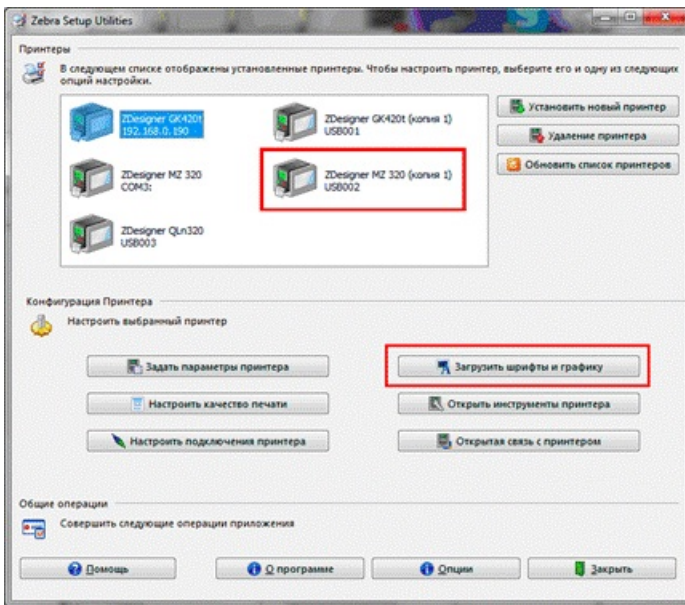 Zebra Setup Utilities
Принтеры
В следующем списке отображены установленные принтеры. Чтобы настроить принтер, выберите его и одну из следующих
опций настройки.
ZDesigner GK420t
192.168.0.190
ZDesigner GK420t (копия 1)
USB001
ZDesigner MZ 320
COM3:
ZDesigner MZ 320 (копия 1)
USB002
ZDesigner QLn320
USB003
Установить новый принтер
Удаление принтера
Обновить список принтеров
Конфигурация Принтера
Настроить выбранный принтер
Задать параметры принтера
Загрузить шрифты и графику
Настроить качество печати
Открыть инструменты принтера
Настроить подключения принтера
Открытая связь с принтером
Общие операции
Совершить следующие операции приложения
Помощь
О программе
Опции
Закрыть